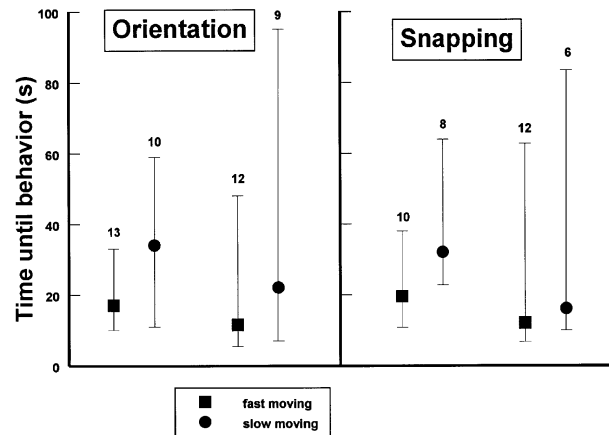 Orientation
Snapping
Time until behavior (s)
100
80
60
40
20
0
13
10
12
9
10
8
12
6
fast moving
slow moving